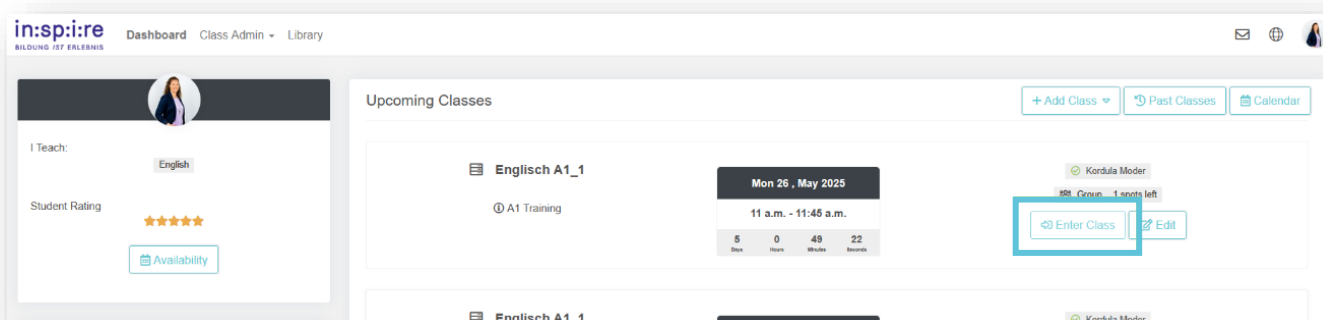 in:sp:i:re
BILDUNG IST ERLEBNIS
Dashboard Class Admin Library
I Teach:
English
Student Rating
Availability
Upcoming Classes
+ Add Class Past Classes Calendar
Englisch A1_1
A1 Training
Mon 26 , May 2025
11 a.m. - 11:45 a.m.
5 0 49 22
Days Hours Minutes Seconds
Kordula Moder
Group 1 spots left
Enter Class Edit
Englisch A1_1
Kordula Moder